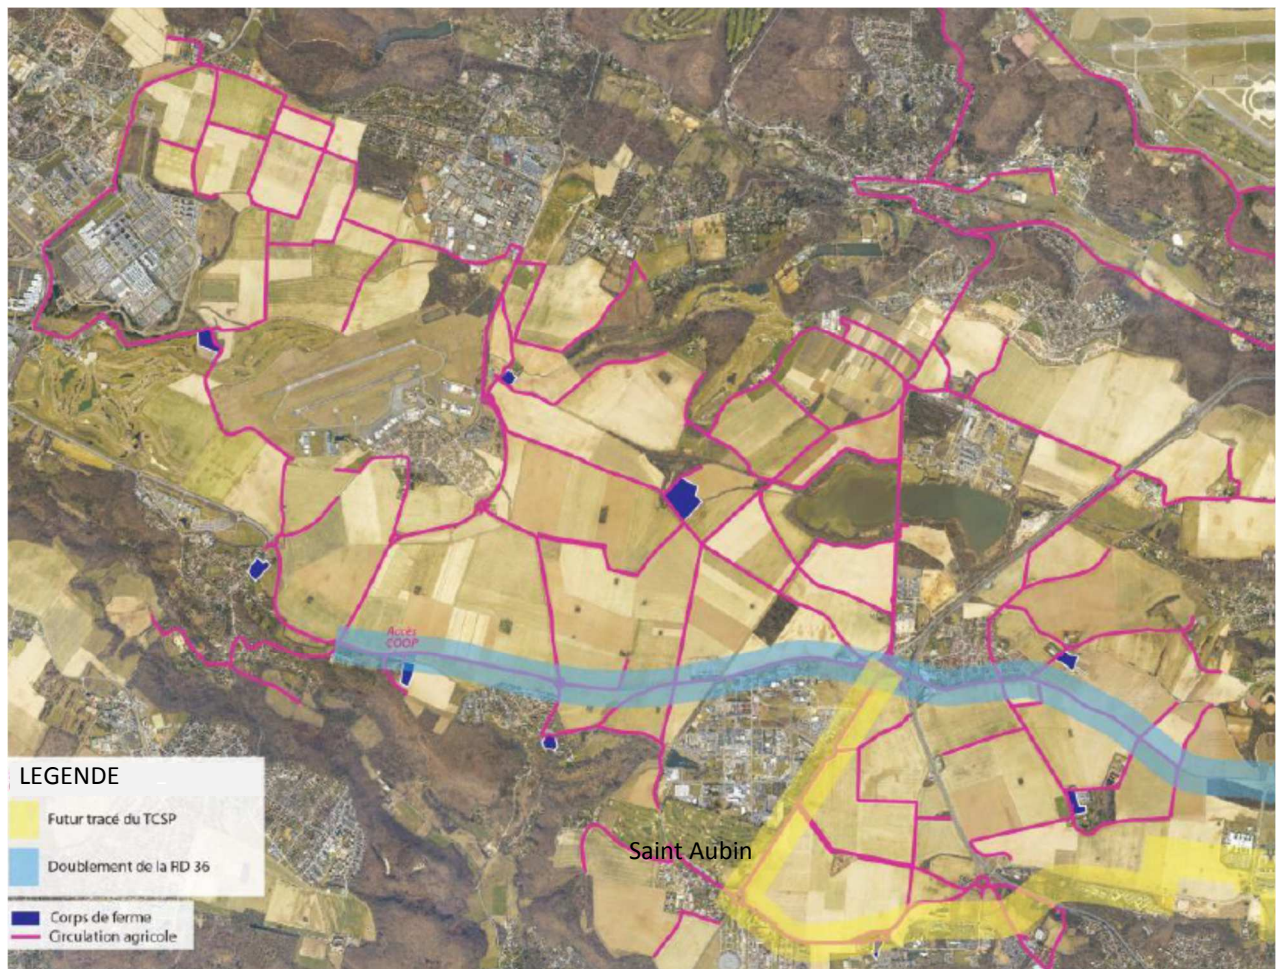 Accès
COOP
LEGENDE
Futur tracé du TCSP
Doublement de la RD 36
Saint Aubin
Corps de ferme
Circulation agricole